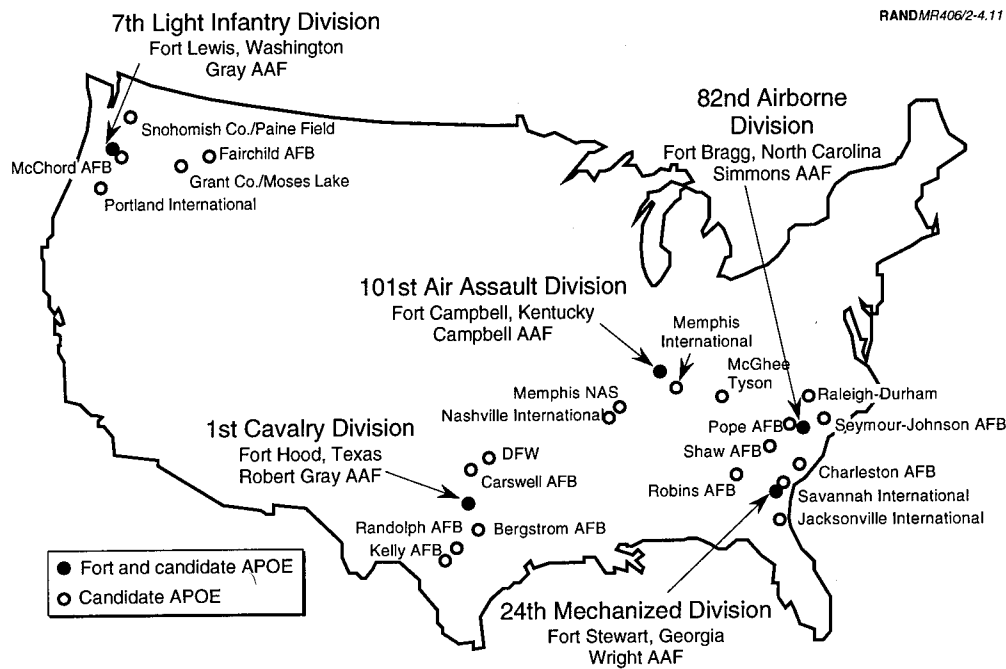 RANDMR406/2-4.11
7th Light Infantry Division
Fort Lewis, Washington
Gray AAF
82nd Airborne
Division
Fort Bragg, North Carolina
Simmons AAF
Snohomish Co./Paine Field
McChord AFB
Fairchild AFB
Grant Co./Moses Lake
Portland International
101st Air Assault Division
Fort Campbell, Kentucky
Campbell AAF
Memphis
International
McGhee
Tyson
Memphis NAS
Nashville International
Raleigh-Durham
Pope AFB
Seymour-Johnson AFB
Shaw AFB
1st Cavalry Division
Fort Hood, Texas
Robert Gray AAF
DFW
Carswell AFB
Robins AFB
Charleston AFB
Savannah International
Jacksonville International
Randolph AFB
Bergstrom AFB
Kelly AFB
Fort and candidate APOE
Candidate APOE
24th Mechanized Division
Fort Stewart, Georgia
Wright AAF